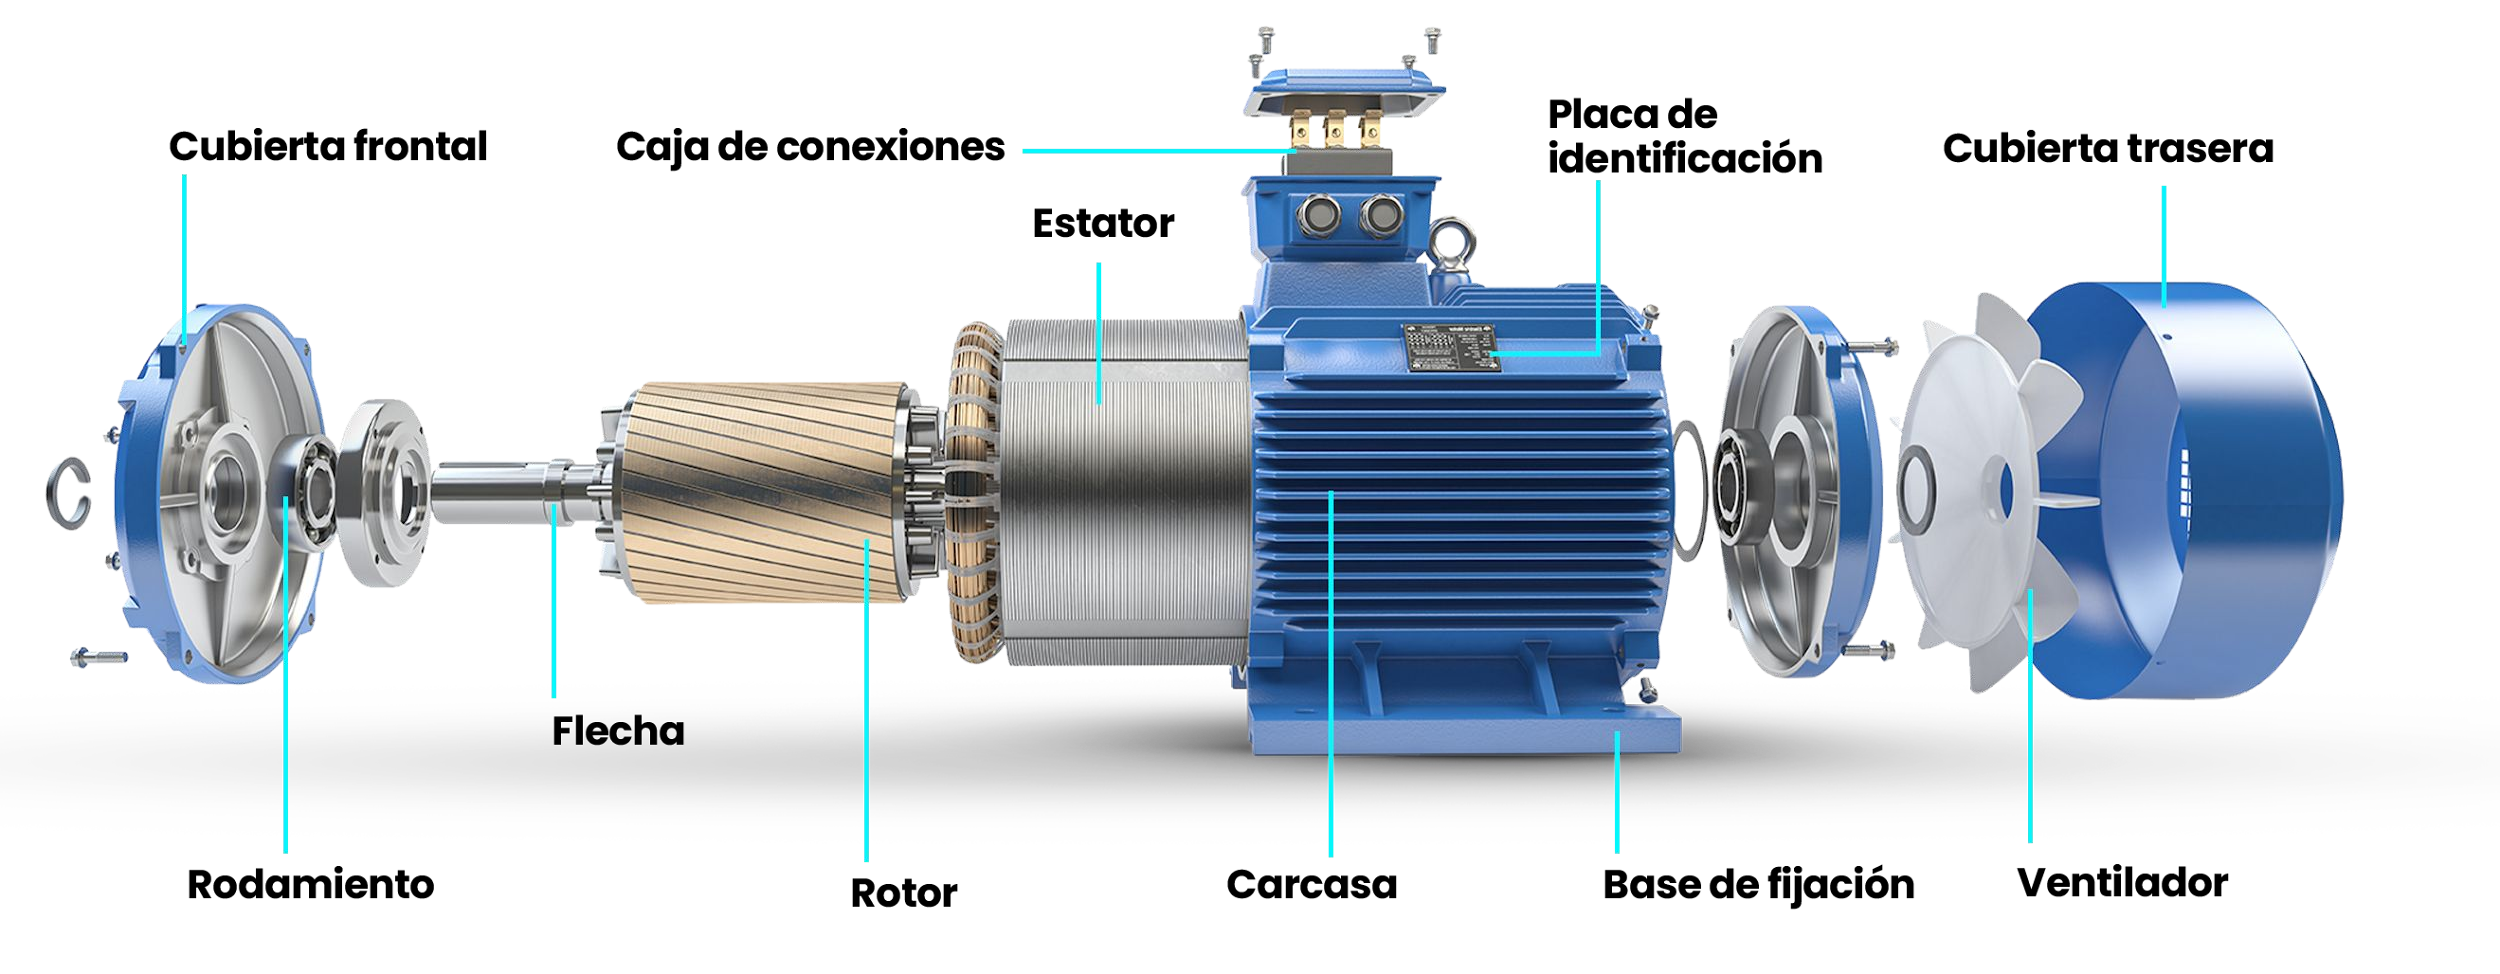 Placa de
identificación
Cubierta frontal
Caja de conexiones
Cubierta trasera
Estator
Flecha
Rodamiento
Rotor
Carcasa
Base de fijación
Ventilador